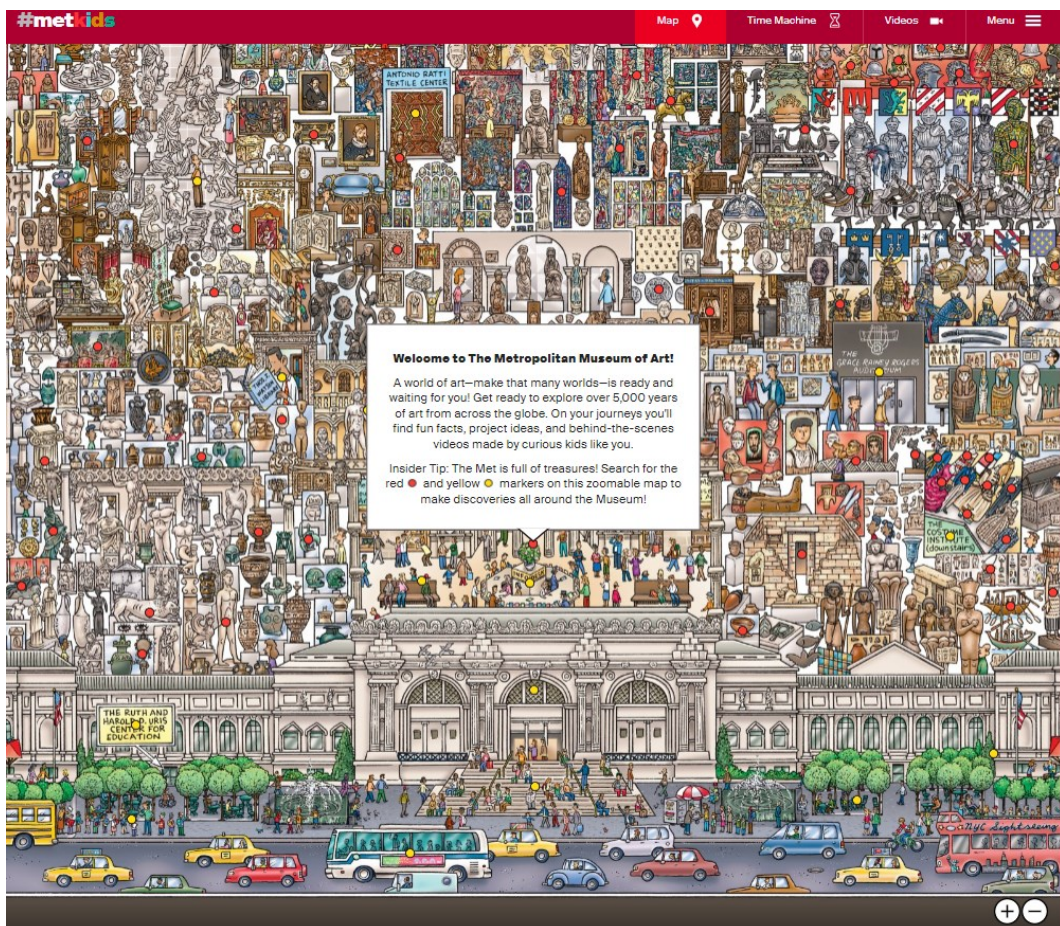 #metkids
Map
Time Machine
Videos
Menu
ANTONIO RATTI
TEXTILE CENTER
THE
GRACE RAINEY ROGERS
AUDITORIUM
Welcome to The Metropolitan Museum of Art!
A world of art—make that many worlds—is ready and
waiting for you! Get ready to explore over 5,000 years
of art from across the globe. On your journeys you'll
find fun facts, project ideas, and behind-the-scenes
videos made by curious kids like you.
Insider Tip: The Met is full of treasures! Search for the
red and yellow markers on this zoomable map to
make discoveries all around the Museum!
THE
COSTUME
INSTITUTE
(downstairs)
THE RUTH AND
HAROLD D. URIS
CENTER FOR
EDUCATION
NYC Sightseeing